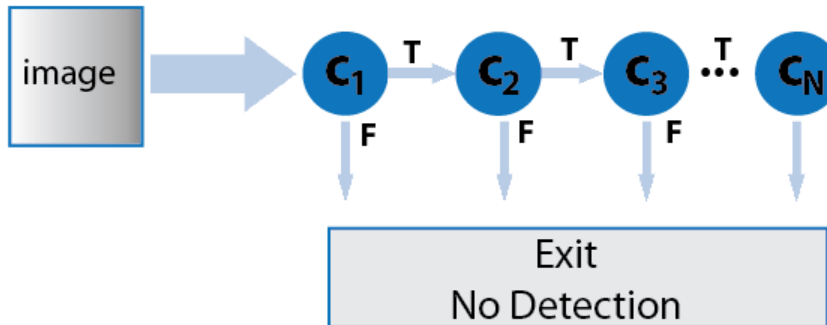 image
C1 T C2 T C3 T ... CN
F F F
Exit
No Detection